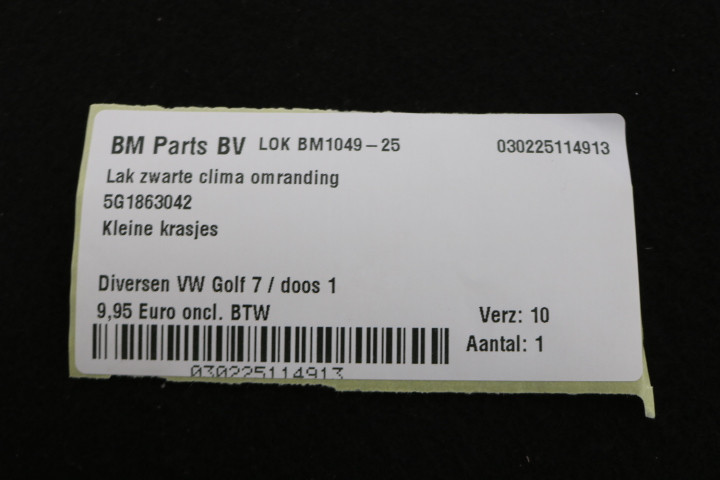 BM Parts BV LOK BM1049-25 030225114913
Lak zwarte clima omranding
5G1863042
Kleine krasjes
Diversen VW Golf 7 / doos 1
9,95 Euro oncl. BTW Verz: 10
Aantal: 1
030225114913